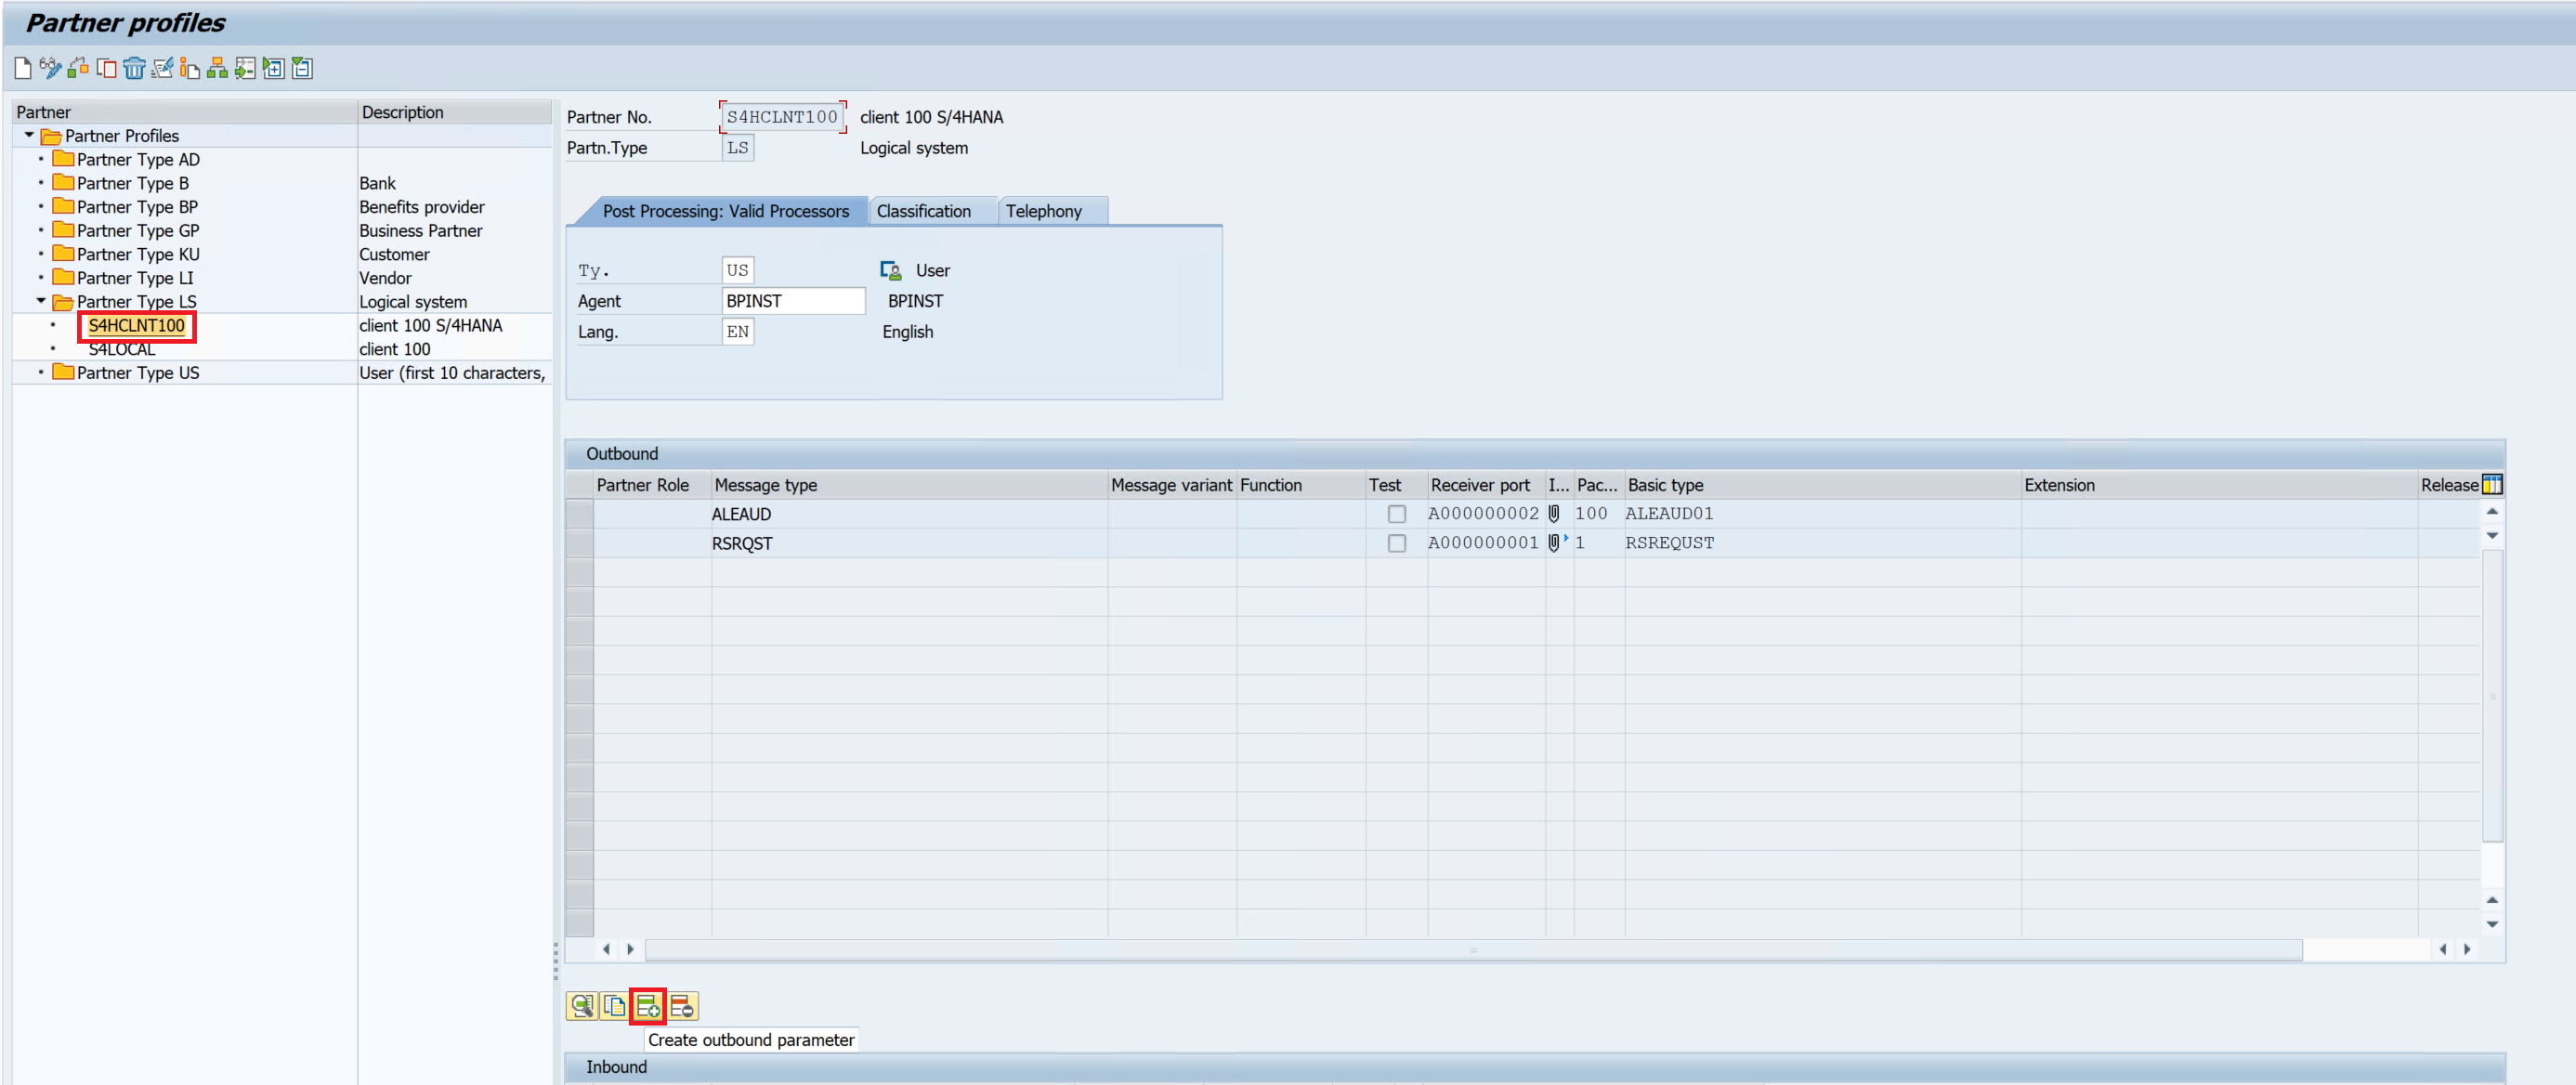 Partner profiles
Partner Description
Partner Profiles
Partner Type AD
Partner Type B Bank
Partner Type BP Benefits provider
Partner Type GP Business Partner
Partner Type KU Customer
Partner Type LI Vendor
Partner Type LS Logical system
S4HCLNT100 client 100 S/4HANA
S4LOCAL client 100
Partner Type US User (first 10 characters,
Partner No. S4HCLNT100 client 100 S/4HANA
Partn.Type LS Logical system
Post Processing: Valid Processors Classification Telephony
Ty. US User
Agent BPINST BPINST
Lang. EN English
Outbound
Partner Role Message type Message variant Function Test Receiver port I... Pac... Basic type Extension Release
ALEAUD A000000002 100 ALEAUD01
RSRQST A000000001 1 RSREQUST
Create outbound parameter
Inbound